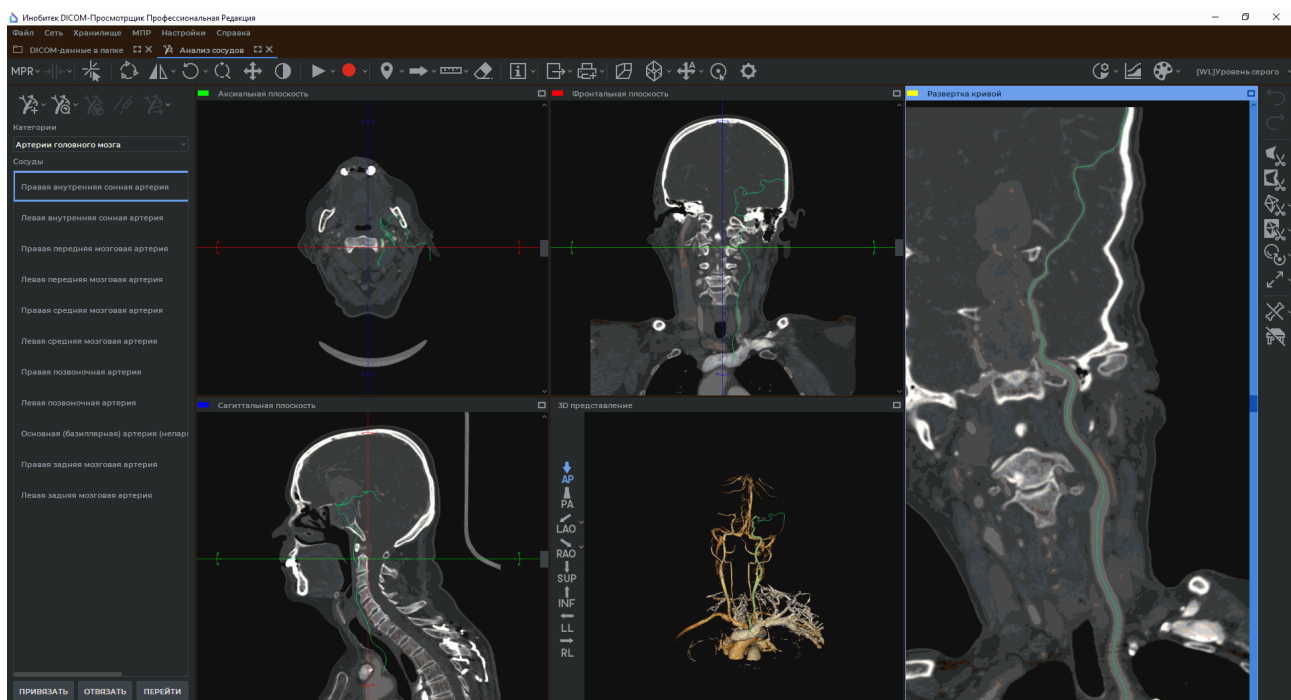 Инобитек DICOM-Просмотрщик Профессиональная Редакция
Файл Сеть Хранилище МПР Настройки Справка
DICOM-данные в папке Анализ сосудов
MPR
[WL]Уровень серого
Категории
Артерии головного мозга
Сосуды
Правая внутренняя сонная артерия
Левая внутренняя сонная артерия
Правая передняя мозговая артерия
Левая передняя мозговая артерия
Правая средняя мозговая артерия
Левая средняя мозговая артерия
Правая позвоночная артерия
Левая позвоночная артерия
Основная (базиллярная) артерия (непар
Правая задняя мозговая артерия
Левая задняя мозговая артерия
ПРИВЯЗАТЬ ОТВЯЗАТЬ ПЕРЕЙТИ
Аксиальная плоскость
Фронтальная плоскость
Сагиттальная плоскость
3D представление
AP
PA
LAO
RAO
SUP
INF
LL
RL
Развертка кривой